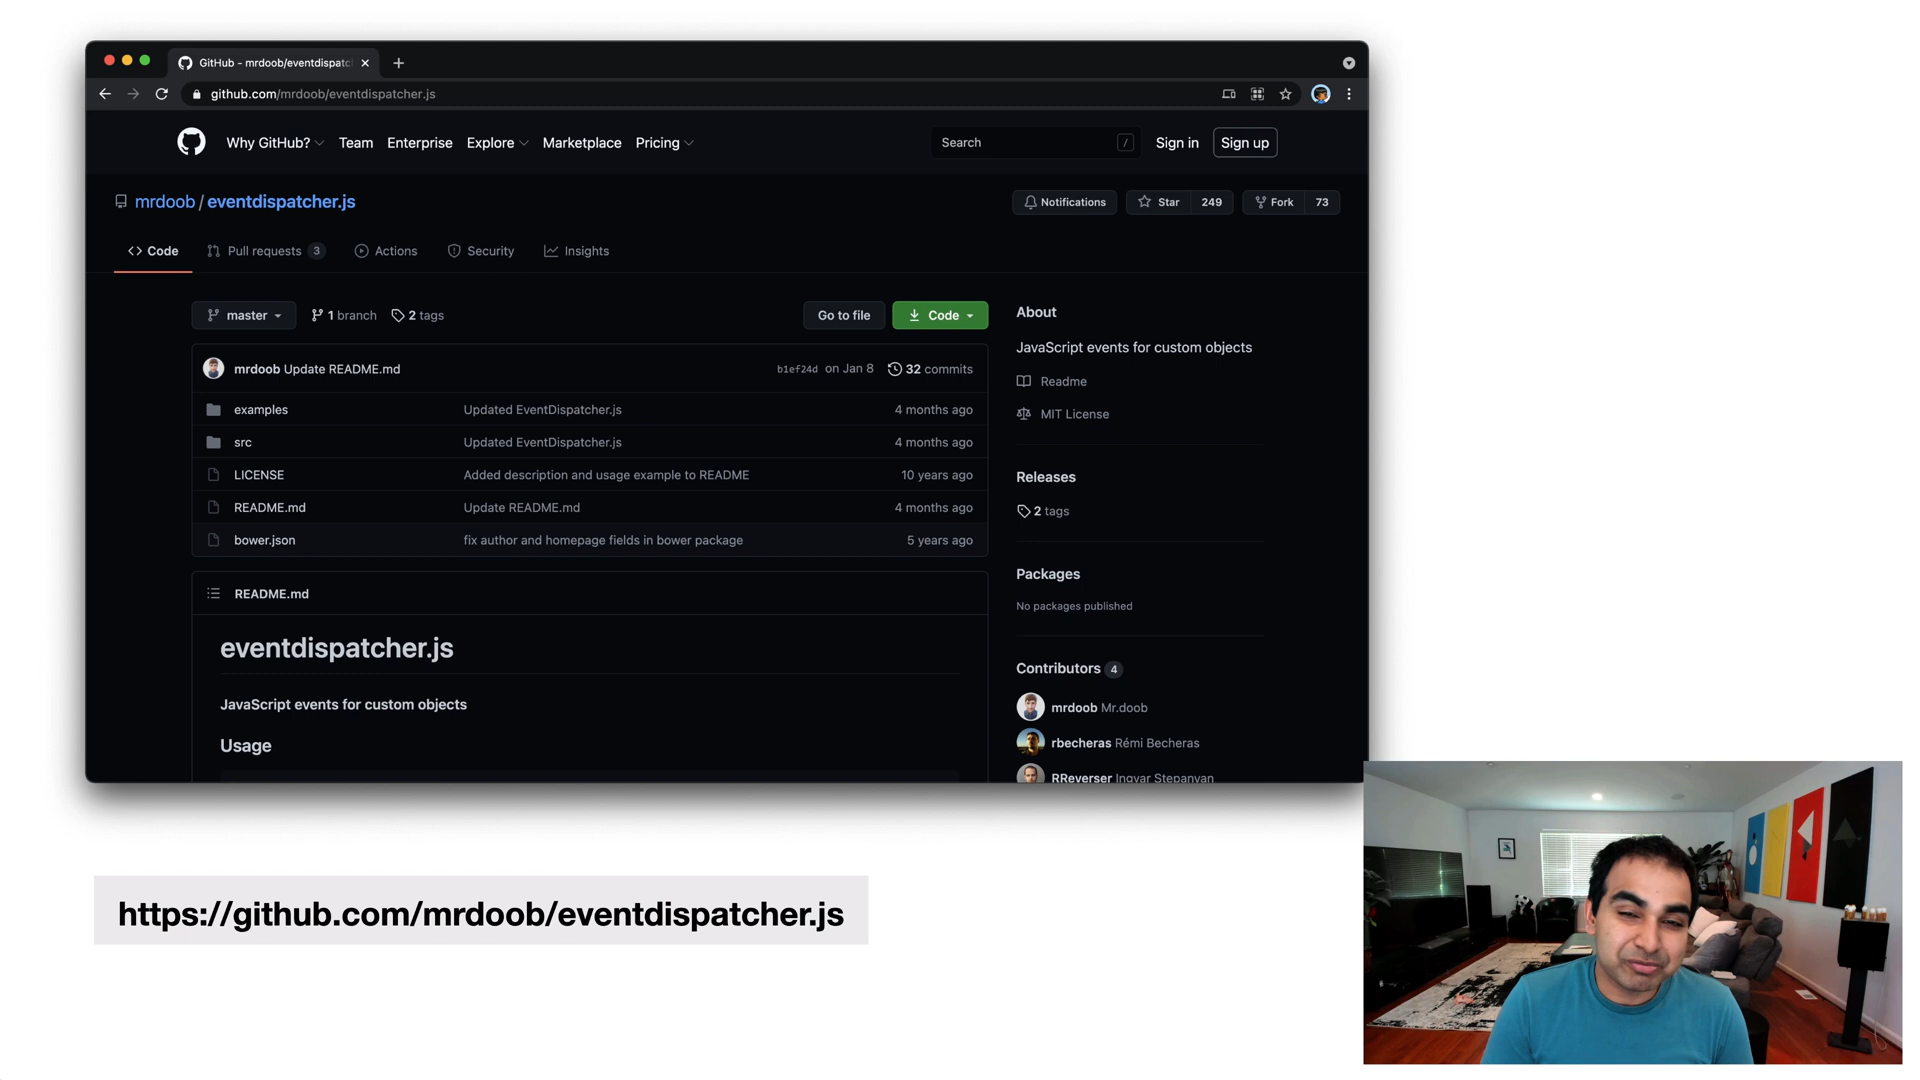 GitHub - mrdoob/eventdispatc
github.com/mrdoob/eventdispatcher.js
Why GitHub? Team Enterprise Explore Marketplace Pricing
Search /
Sign in Sign up
mrdoob / eventdispatcher.js
Notifications Star 249 Fork 73
Code Pull requests 3 Actions Security Insights
master 1 branch 2 tags Go to file Code
mrdoob Update README.md b1ef24d on Jan 8 32 commits
examples Updated EventDispatcher.js 4 months ago
src Updated EventDispatcher.js 4 months ago
LICENSE Added description and usage example to README 10 years ago
README.md Update README.md 4 months ago
bower.json fix author and homepage fields in bower package 5 years ago
README.md
eventdispatcher.js
JavaScript events for custom objects
Usage
About
JavaScript events for custom objects
Readme
MIT License
Releases
2 tags
Packages
No packages published
Contributors 4
mrdoob Mr.doob
rbecheras Rémi Becheras
RReverser Ingvar Stepanyan
https://github.com/mrdoob/eventdispatcher.js